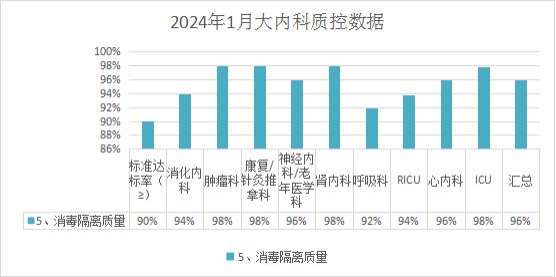 2024年1月大内科质控数据
100%
98%
96%
94%
92%
90%
88%
86%
标准达标率（≥）
消化内科
肿瘤科
康复/针灸推拿科
神经内科/老年医学科
肾内科
呼吸科
RICU
心内科
ICU
汇总
5、消毒隔离质量 90% 94% 98% 98% 96% 98% 92% 94% 96% 98% 96%
5、消毒隔离质量